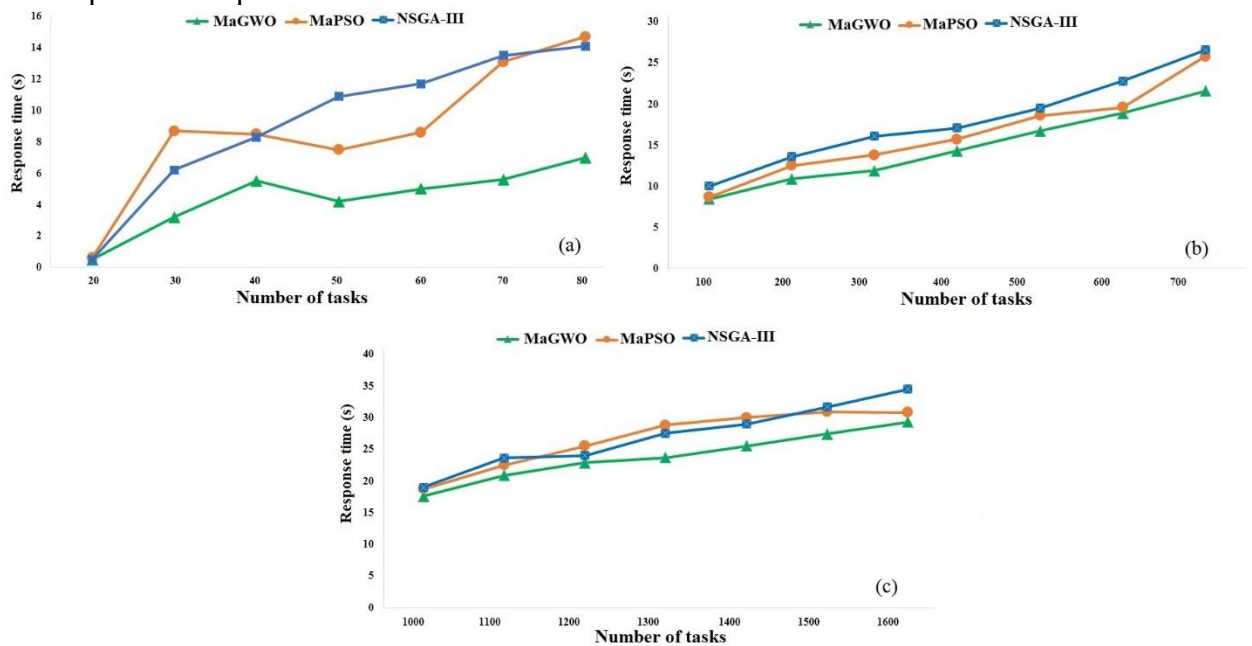 MaGWO MaPSO NSGA-III
16
14
12
10
8
6
4
2
0
Response time (s)
20 30 40 50 60 70 80
Number of tasks
(a)
MaGWO MaPSO NSGA-III
30
25
20
15
10
5
0
Response time (s)
100 200 300 400 500 600 700
Number of tasks
(b)
MaGWO MaPSO NSGA-III
40
35
30
25
20
15
10
5
0
Response time (s)
1000 1100 1200 1300 1400 1500 1600
Number of tasks
(c)